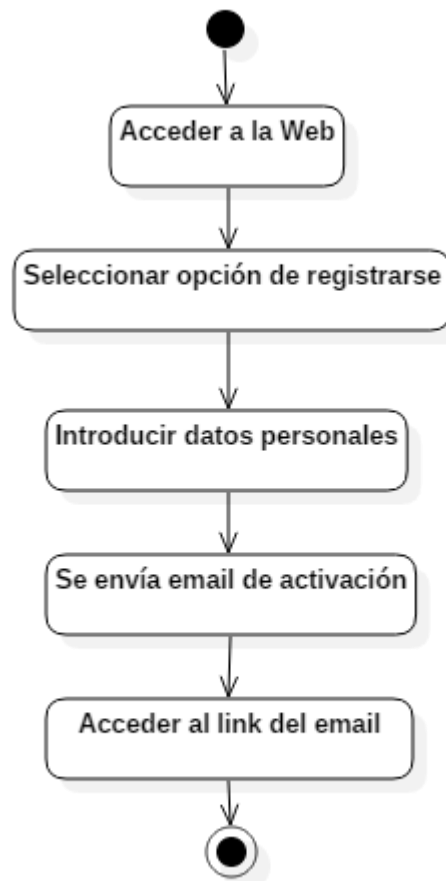 Acceder a la Web
Seleccionar opción de registrarse
Introducir datos personales
Se envía email de activación
Acceder al link del email